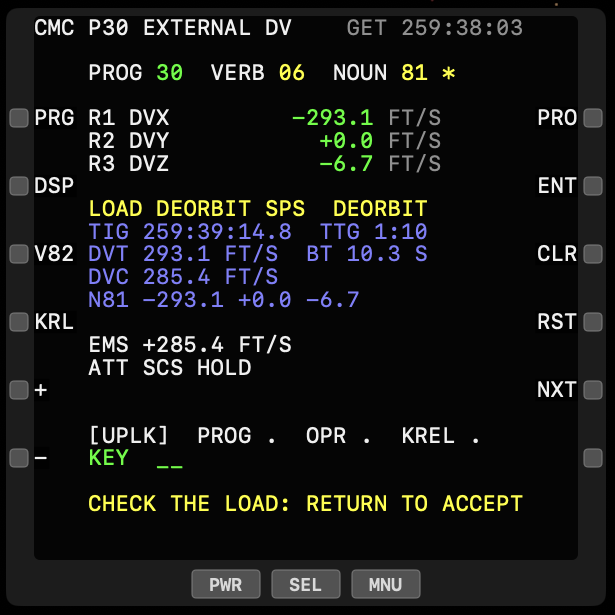 CMC P30 EXTERNAL DV GET 259:38:03
PROG 30 VERB 06 NOUN 81 *
PRG R1 DVX -293.1 FT/S PRO
R2 DVY +0.0 FT/S
R3 DVZ -6.7 FT/S
DSP ENT
LOAD DEORBIT SPS DEORBIT
TIG 259:39:14.8 TTG 1:10
V82 DVT 293.1 FT/S BT 10.3 S CLR
DVC 285.4 FT/S
N81 -293.1 +0.0 -6.7
KRL RST
EMS +285.4 FT/S
ATT SCS HOLD
+ NXT
[UPLK] PROG . OPR . KREL .
- KEY __
CHECK THE LOAD: RETURN TO ACCEPT
PWR SEL MNU